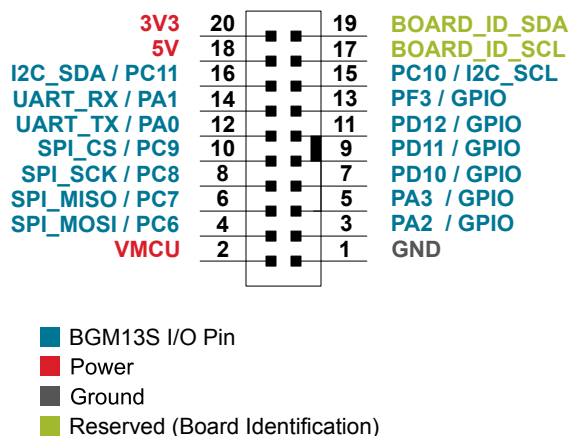 3V3 20 19 BOARD_ID_SDA
5V 18 17 BOARD_ID_SCL
I2C_SDA / PC11 16 15 PC10 / I2C_SCL
UART_RX / PA1 14 13 PF3 / GPIO
UART_TX / PA0 12 11 PD12 / GPIO
SPI_CS / PC9 10 9 PD11 / GPIO
SPI_SCK / PC8 8 7 PD10 / GPIO
SPI_MISO / PC7 6 5 PA3 / GPIO
SPI_MOSI / PC6 4 3 PA2 / GPIO
VMCU 2 1 GND
BGM13S I/O Pin
Power
Ground
Reserved (Board Identification)